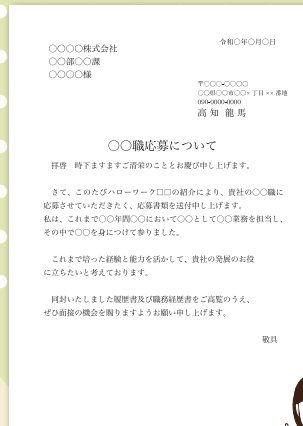 令和〇年〇月〇日
〇〇〇〇株式会社
〇〇部〇〇課
〇〇〇〇様
〒〇〇〇-〇〇〇〇
〇〇県〇〇市〇〇×丁目××番地
090-0000-0000
高知 龍馬
〇〇職応募について
拝啓 時下ますますご清栄のこととお慶び申し上げます。
さて、このたびハローワーク□□の紹介により、貴社の〇〇職に
応募させていただきたく、応募書類を送付申し上げます。
私は、これまで〇〇年間〇〇において〇〇として〇〇業務を担当し、
その中で〇〇を身につけて参りました。
これまで培った経験と能力を活かして、貴社の発展のお役
に立ちたいと考えております。
同封いたしました履歴書及び職務経歴書をご高覧のうえ、
ぜひ面接の機会を賜りますようお願い申し上げます。
敬具